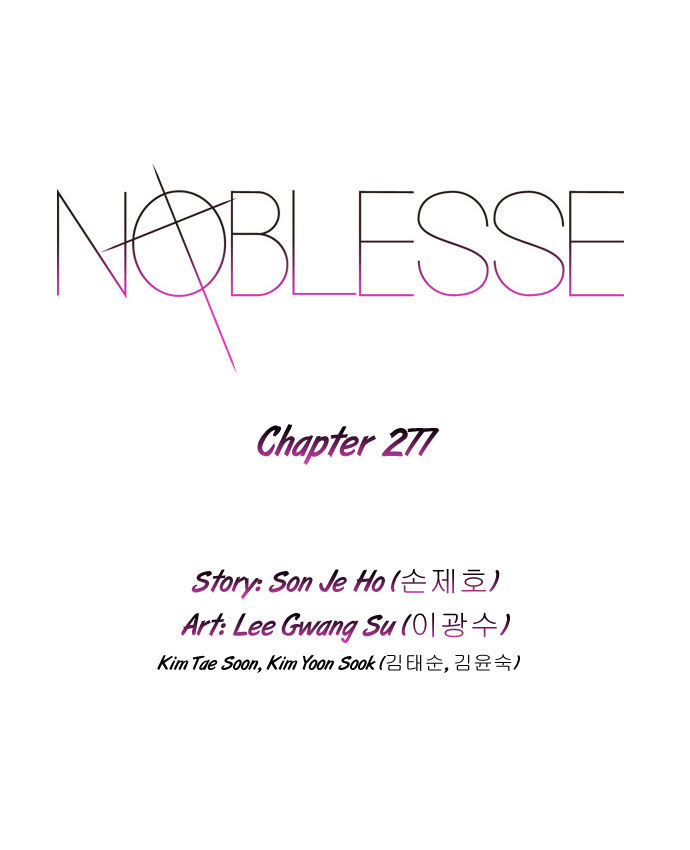 NOBLESSE
Chapter 277
Story: Son Je Ho (손제호)
Art: Lee Gwang Su (이광수)
Kim Tae Soon, Kim Yoon Sook (김태순, 김윤숙)